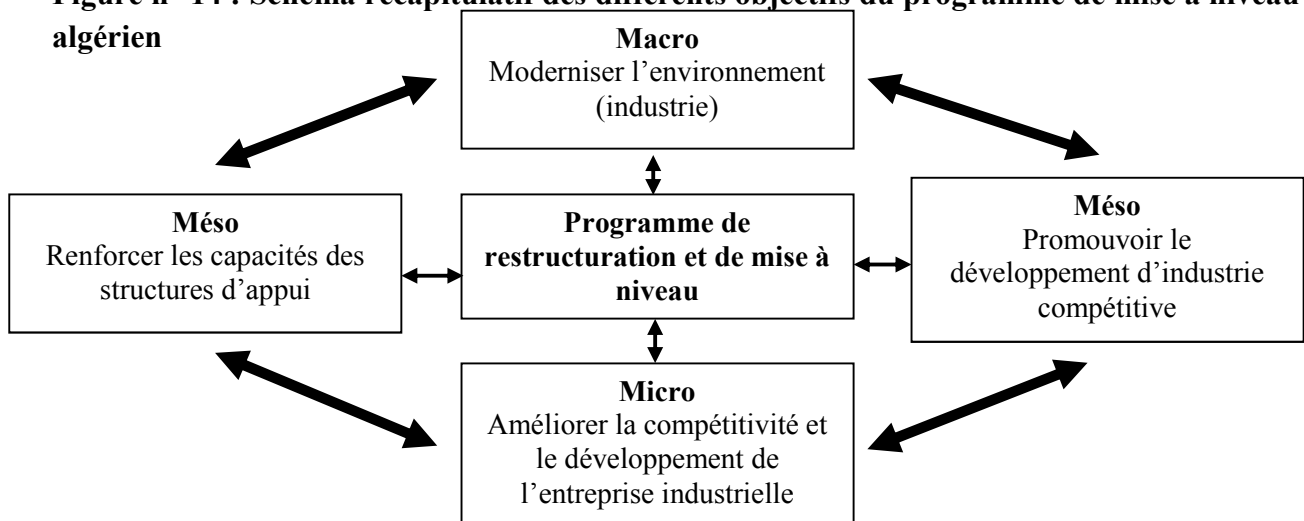 Figure n° 14 : Schéma récapitulatif des différents objectifs du programme de mise à niveau
algérien
Macro
Moderniser l’environnement
(industrie)
Méso
Renforcer les capacités des
structures d’appui
Programme de
restructuration et de mise à
niveau
Méso
Promouvoir le
développement d’industrie
compétitive
Micro
Améliorer la compétitivité et
le développement de
l’entreprise industrielle